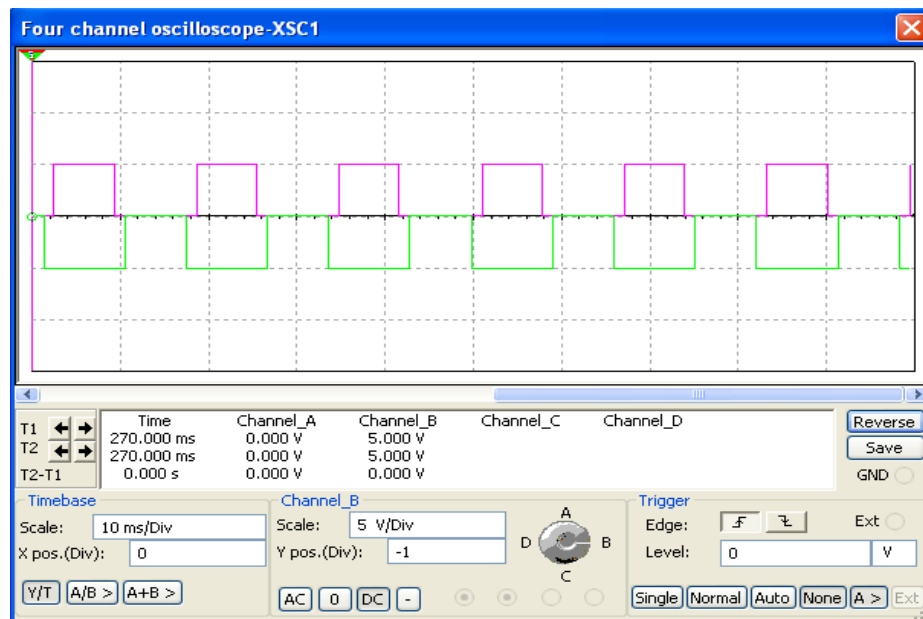 Four channel oscilloscope-XSC1
Time Channel_A Channel_B Channel_C Channel_D
T1 270.000 ms 0.000 V 5.000 V
T2 270.000 ms 0.000 V 5.000 V
T2-T1 0.000 s 0.000 V 0.000 V
Reverse
Save
GND
Timebase
Scale: 10 ms/Div
X pos.(Div): 0
Y/T A/B > A+B >
Channel_B
Scale: 5 V/Div
Y pos.(Div): -1
AC 0 DC -
A
D B
C
Trigger
Edge: Ext
Level: 0 V
Single Normal Auto None A > Ext